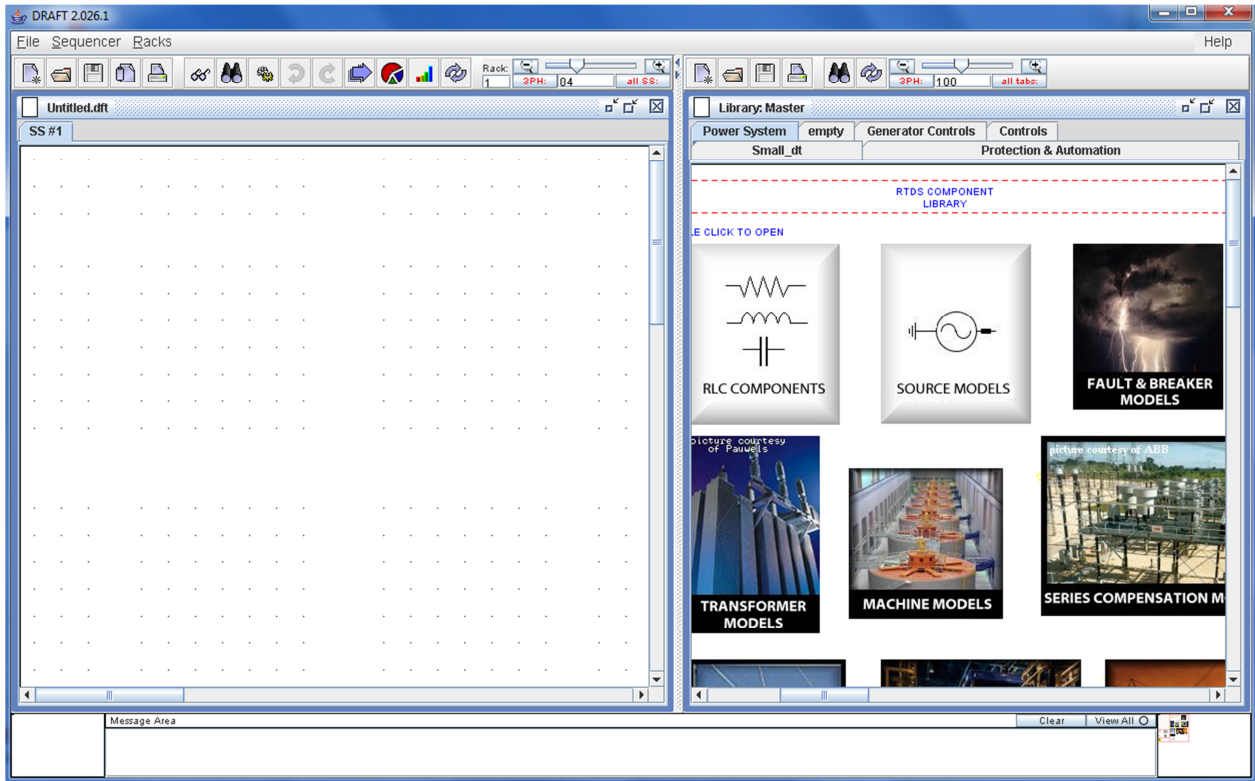 DRAFT 2.026.1
File Sequencer Racks
Help
Rack:
1
3PH:
84
all SS:
3PH:
100
all tabs:
Untitled.dft
SS #1
Library: Master
Power System empty Generator Controls Controls
Small_dt Protection & Automation
RTDS COMPONENT
LIBRARY
LE CLICK TO OPEN
RLC COMPONENTS
SOURCE MODELS
FAULT & BREAKER
MODELS
picture courtesy
of Pauwels
TRANSFORMER
MODELS
MACHINE MODELS
picture courtesy of ABB
SERIES COMPENSATION M
Message Area
Clear
View All